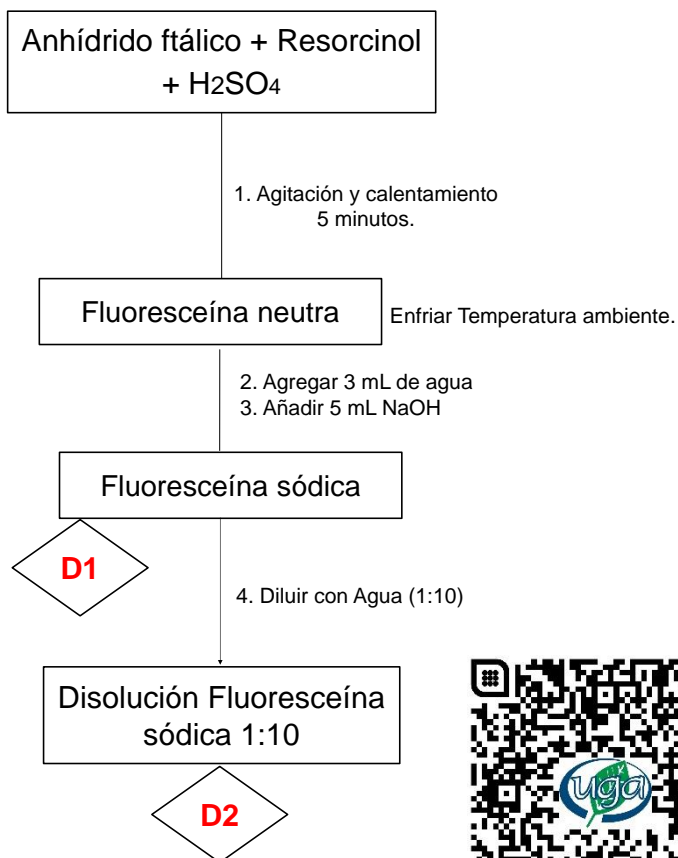 Anhídrido ftálico + Resorcinol
+ H2SO4
1. Agitación y calentamiento
5 minutos.
Fluoresceína neutra
Enfriar Temperatura ambiente.
2. Agregar 3 mL de agua
3. Añadir 5 mL NaOH
Fluoresceína sódica
D1
4. Diluir con Agua (1:10)
Disolución Fluoresceína
sódica 1:10
D2
uga